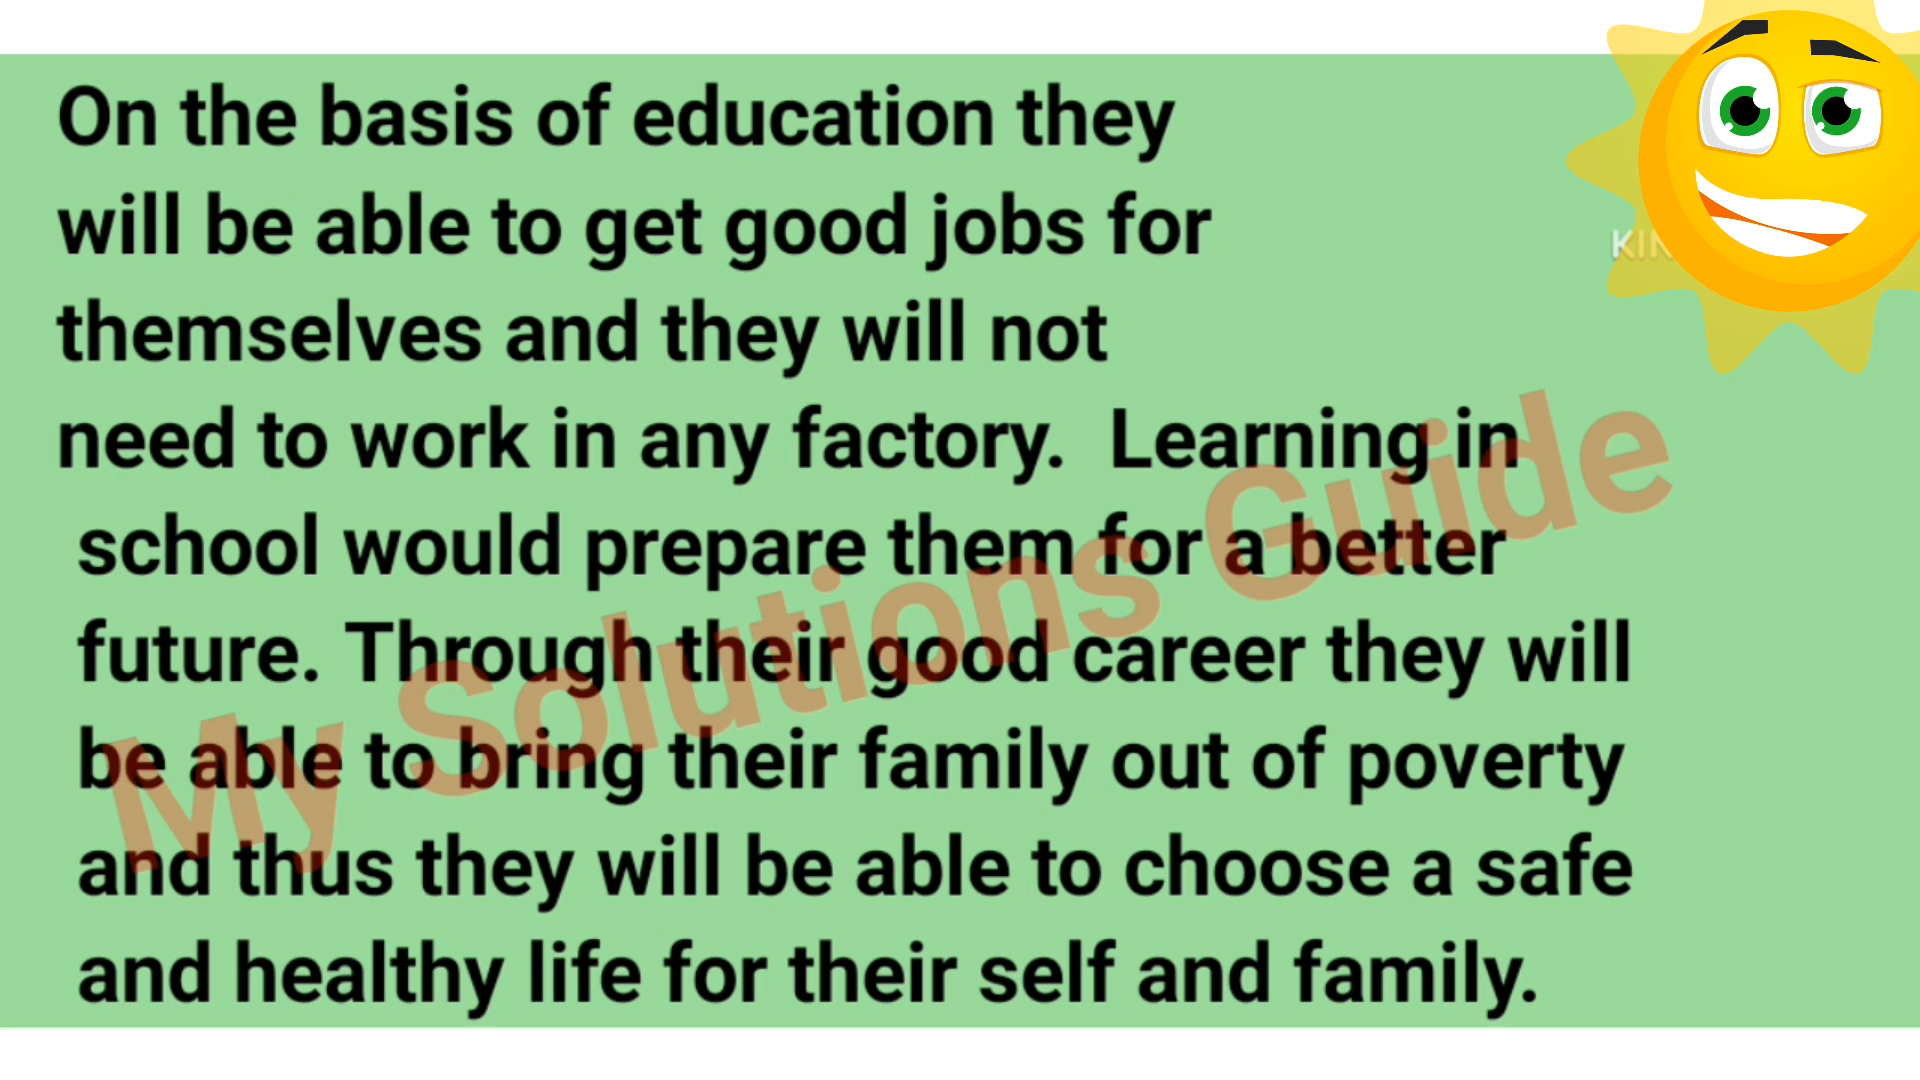 On the basis of education they
will be able to get good jobs for
themselves and they will not
need to work in any factory. Learning in
school would prepare them for a better
future. Through their good career they will
be able to bring their family out of poverty
and thus they will be able to choose a safe
and healthy life for their self and family.
My Solutions Guide